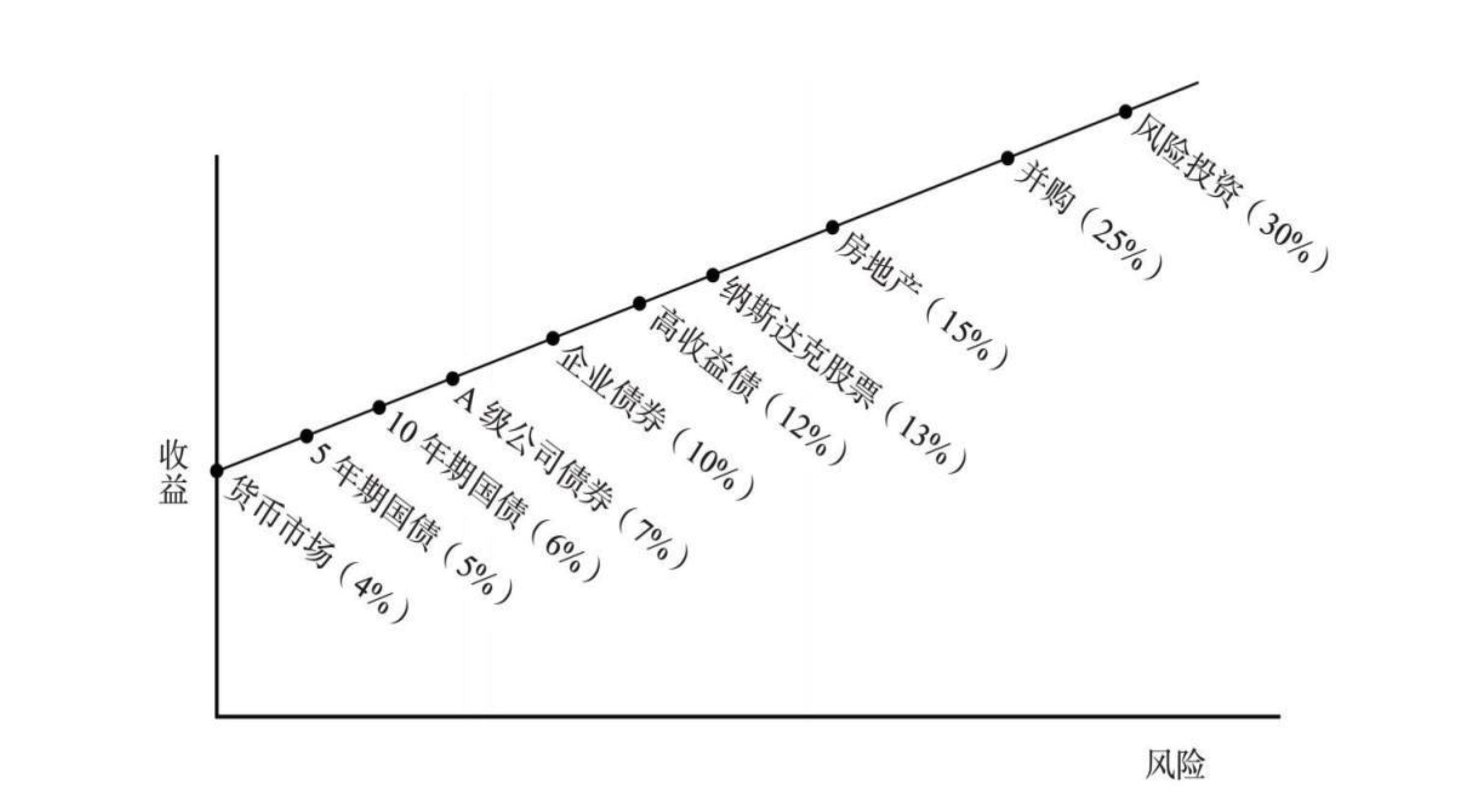 收益
货币市场（4%）
5 年期国债（5%）
10 年期国债（6%）
A 级公司债券（7%）
企业债券（10%）
高收益债（12%）
纳斯达克股票（13%）
房地产（15%）
并购（25%）
风险投资（30%）
风险